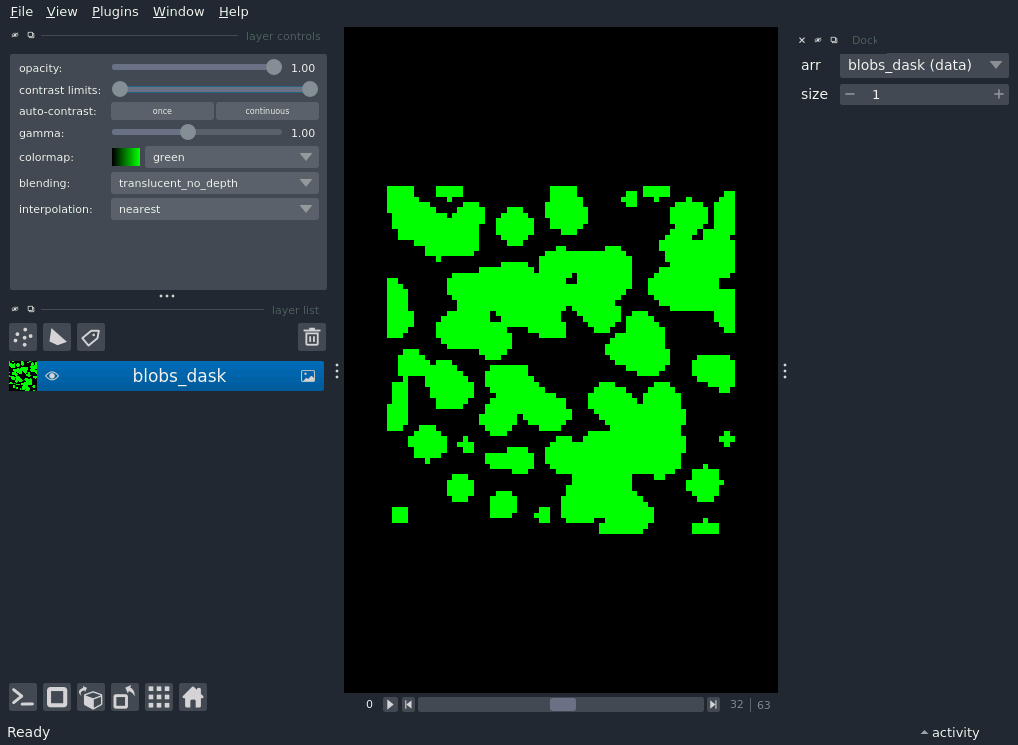 File View Plugins Window Help
layer controls
opacity: 1.00
contrast limits:
auto-contrast: once continuous
gamma: 1.00
colormap: green
blending: translucent_no_depth
interpolation: nearest
layer list
blobs_dask
Dock
arr blobs_dask (data)
size 1
0 32 63
Ready
activity